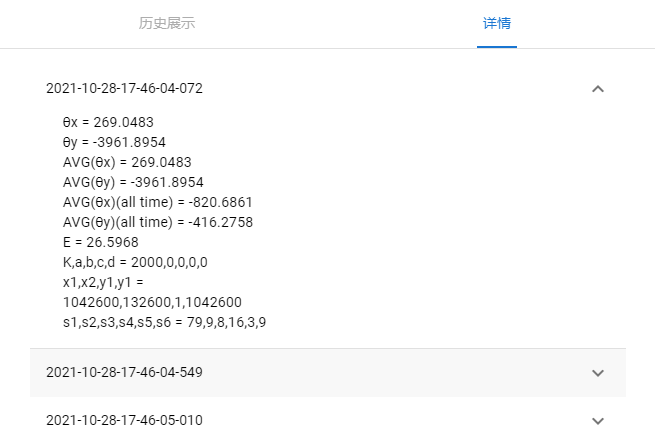 历史展示
详情
2021-10-28-17-46-04-072
θx = 269.0483
θy = -3961.8954
AVG(θx) = 269.0483
AVG(θy) = -3961.8954
AVG(θx)(all time) = -820.6861
AVG(θy)(all time) = -416.2758
E = 26.5968
K,a,b,c,d = 2000,0,0,0,0
x1,x2,y1,y1 =
1042600,132600,1,1042600
s1,s2,s3,s4,s5,s6 = 79,9,8,16,3,9
2021-10-28-17-46-04-549
2021-10-28-17-46-05-010